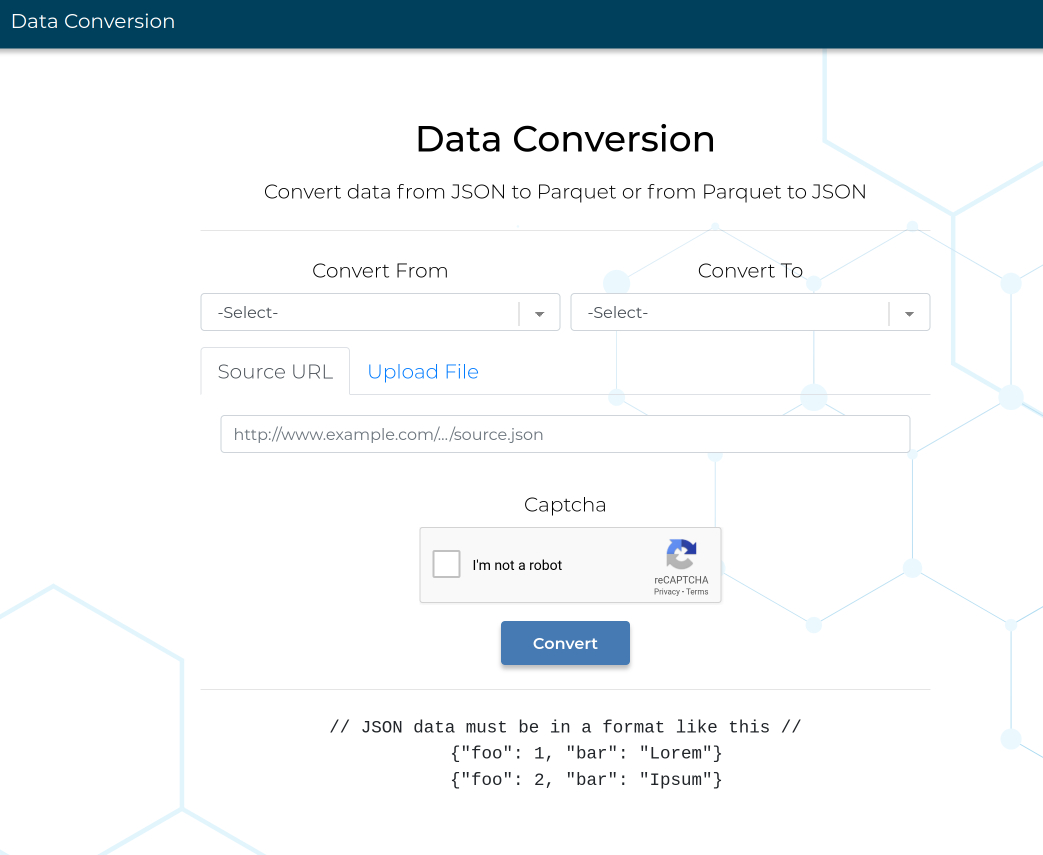 Data Conversion
Data Conversion
Convert data from JSON to Parquet or from Parquet to JSON
Convert From
Convert To
-Select-
-Select-
Source URL
Upload File
http://www.example.com/.../source.json
Captcha
I'm not a robot
reCAPTCHA
Privacy - Terms
Convert
// JSON data must be in a format like this //
{"foo": 1, "bar": "Lorem"}
{"foo": 2, "bar": "Ipsum"}